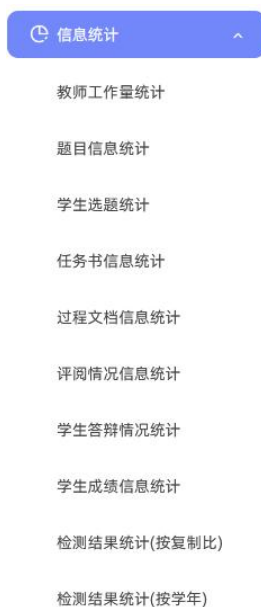 信息统计
教师工作量统计
题目信息统计
学生选题统计
任务书信息统计
过程文档信息统计
评阅情况信息统计
学生答辩情况统计
学生成绩信息统计
检测结果统计(按复制比)
检测结果统计(按学年)